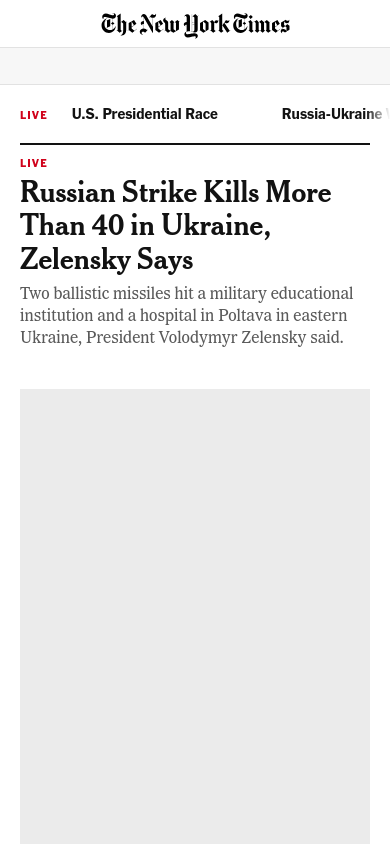 The New York Times
LIVE U.S. Presidential Race Russia-Ukraine
LIVE
Russian Strike Kills More
Than 40 in Ukraine,
Zelensky Says
Two ballistic missiles hit a military educational
institution and a hospital in Poltava in eastern
Ukraine, President Volodymyr Zelensky said.